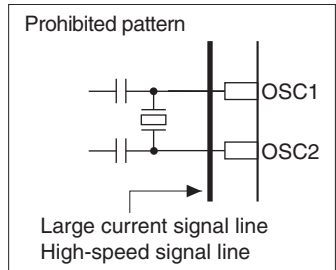 Prohibited pattern
OSC1
OSC2
Large current signal line
High-speed signal line